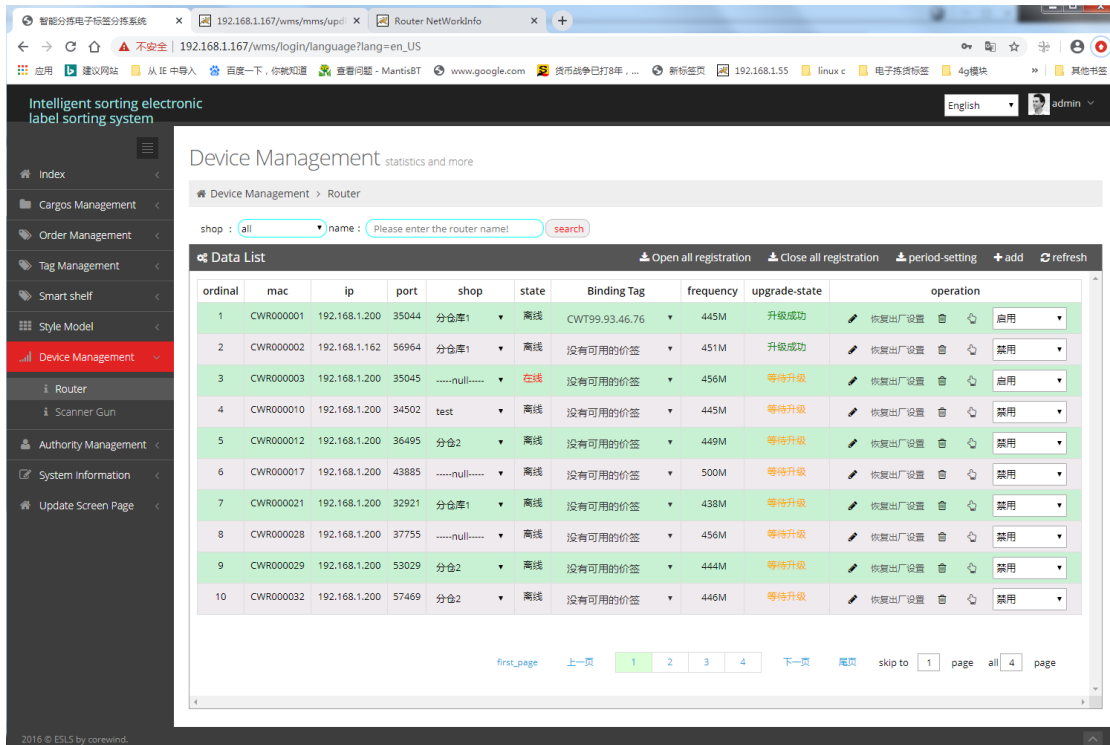 智能分拣电子标签分拣系统
192.168.1.167/wms/mms/upd
Router NetWorkInfo
不安全 192.168.1.167/wms/login/language?lang=en_US
应用 建议网站 从 IE 中导入 百度一下，你就知道 查看问题 - MantisBT www.google.com 货币战争已打8年，... 新标签页 192.168.1.55 linux c 电子拣货标签 4g模块 » 其他书签
Intelligent sorting electronic
label sorting system
English admin
Device Management statistics and more
Device Management > Router
Index
Cargos Management
Order Management
Tag Management
Smart shelf
Style Model
Device Management
Router
Scanner Gun
Authority Management
System Information
Update Screen Page
shop : all name : Please enter the router name! search
Data List Open all registration Close all registration period-setting add refresh
ordinal mac ip port shop state Binding Tag frequency upgrade-state operation
1 CWR000001 192.168.1.200 35044 分仓库1 离线 CWT99.93.46.76 445M 升级成功 恢复出厂设置 启用
2 CWR000002 192.168.1.162 56964 分仓库1 离线 没有可用的价签 451M 升级成功 恢复出厂设置 禁用
3 CWR000003 192.168.1.200 35045 -----null----- 在线 没有可用的价签 456M 等待升级 恢复出厂设置 启用
4 CWR000010 192.168.1.200 34502 test 离线 没有可用的价签 445M 等待升级 恢复出厂设置 禁用
5 CWR000012 192.168.1.200 36495 分仓2 离线 没有可用的价签 449M 等待升级 恢复出厂设置 禁用
6 CWR000017 192.168.1.200 43885 -----null----- 离线 没有可用的价签 500M 等待升级 恢复出厂设置 禁用
7 CWR000021 192.168.1.200 32921 分仓库1 离线 没有可用的价签 438M 等待升级 恢复出厂设置 禁用
8 CWR000028 192.168.1.200 37755 -----null----- 离线 没有可用的价签 456M 等待升级 恢复出厂设置 禁用
9 CWR000029 192.168.1.200 53029 分仓2 离线 没有可用的价签 444M 等待升级 恢复出厂设置 禁用
10 CWR000032 192.168.1.200 57469 分仓2 离线 没有可用的价签 446M 等待升级 恢复出厂设置 禁用
first_page 上一页 1 2 3 4 下一页 尾页 skip to 1 page all 4 page
2016 © ESLS by corewind.